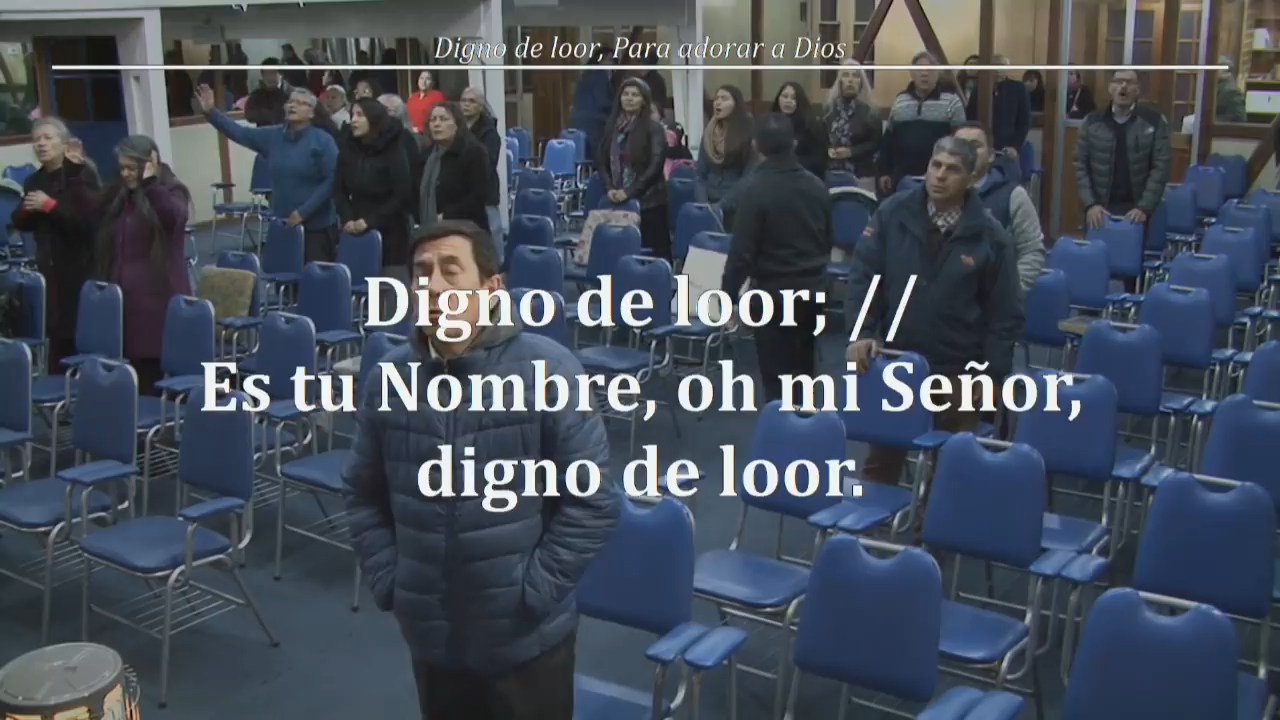 Digno de loor, Para adorar a Dios
Digno de loor; //
Es tu Nombre, oh mi Señor,
digno de loor.